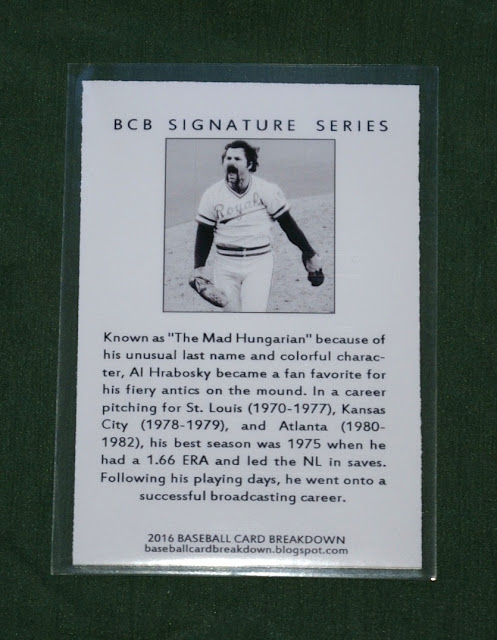 BCB SIGNATURE SERIES
Royals
Known as "The Mad Hungarian" because of
his unusual last name and colorful charac-
ter, Al Hrabosky became a fan favorite for
his fiery antics on the mound. In a career
pitching for St. Louis (1970-1977), Kansas
City (1978-1979), and Atlanta (1980-
1982), his best season was 1975 when he
had a 1.66 ERA and led the NL in saves.
Following his playing days, he went onto a
successful broadcasting career.
2016 BASEBALL CARD BREAKDOWN
baseballcardbreakdown.blogspot.com